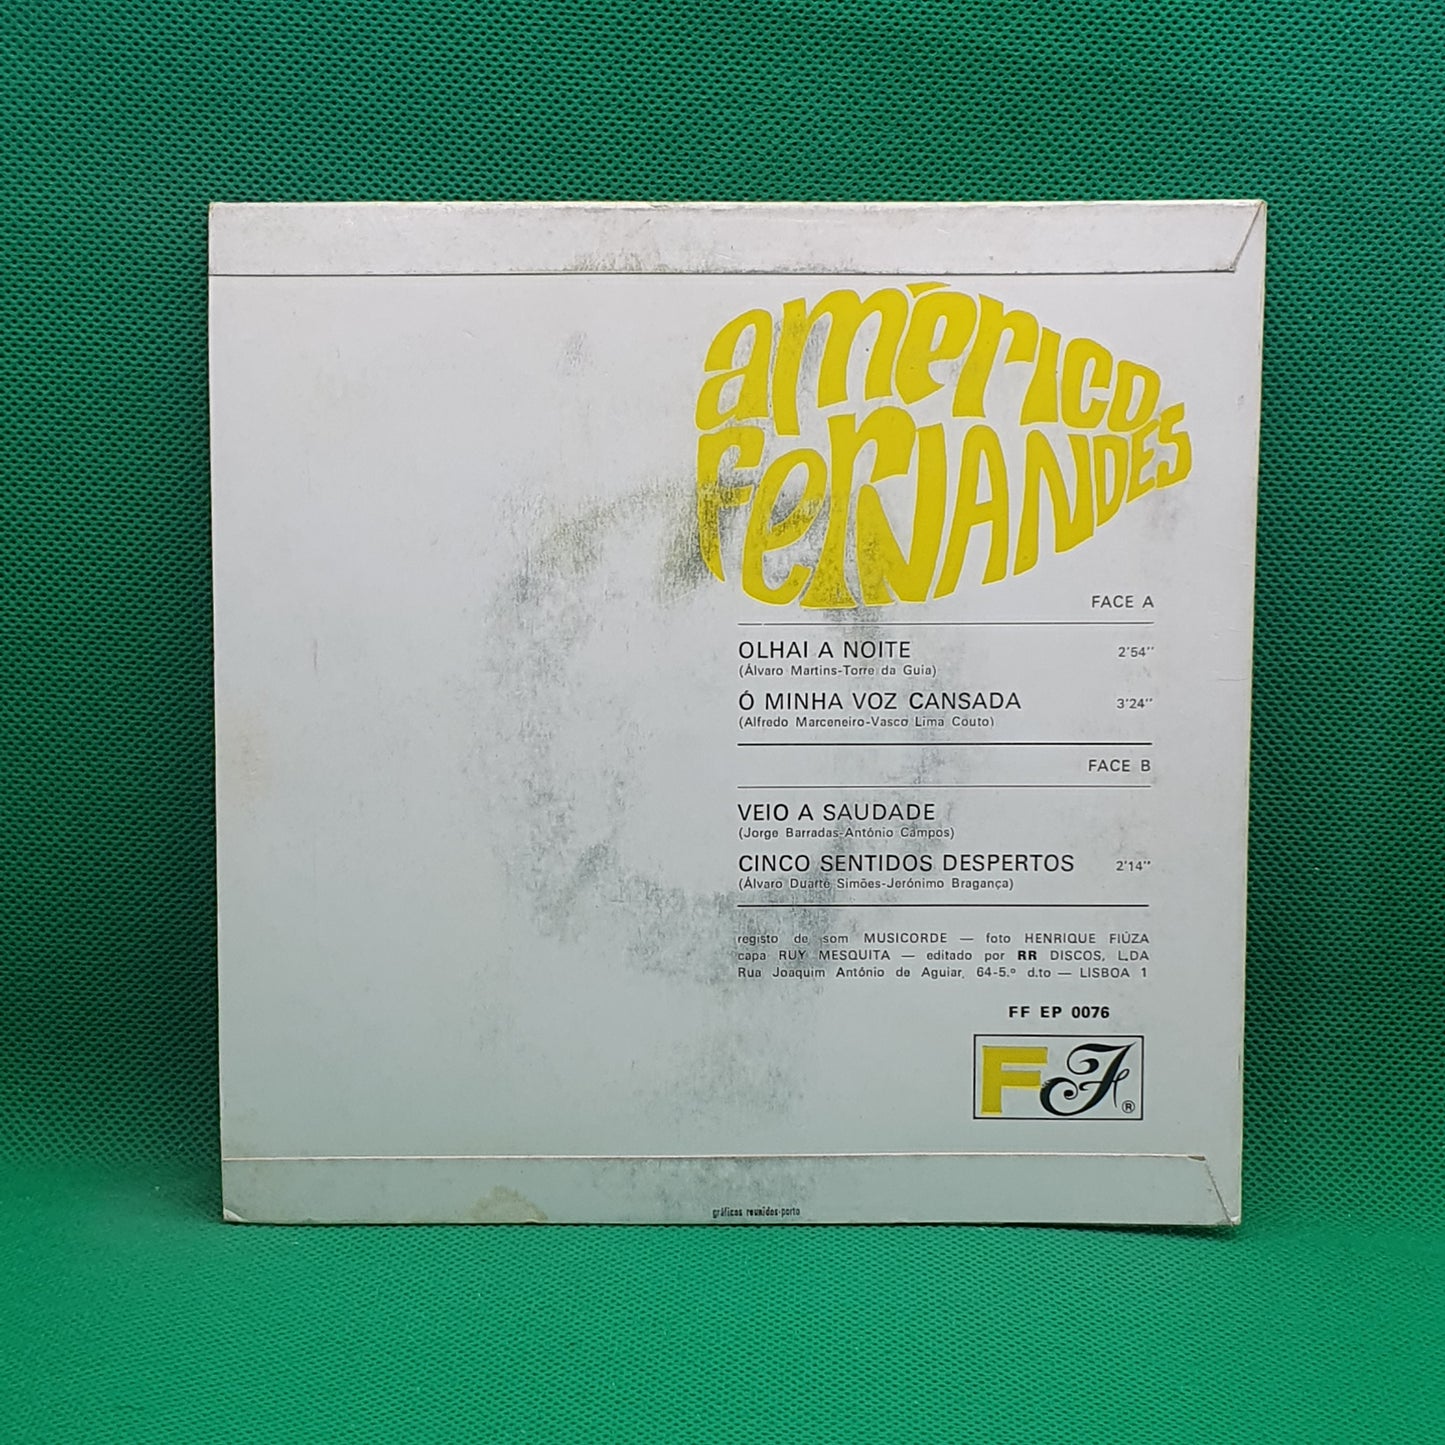 américo
FerNANDES
FACE A
OLHAI A NOITE 2'54''
(Álvaro Martins-Torre da Guia)
Ó MINHA VOZ CANSADA 3'24''
(Alfredo Marceneiro-Vasco Lima Couto)
FACE B
VEIO A SAUDADE
(Jorge Barradas-António Campos)
CINCO SENTIDOS DESPERTOS 2'14''
(Álvaro Duarte Simões-Jerónimo Bragança)
registo de som MUSICORDE — foto HENRIQUE FIÚZA
capa RUY MESQUITA — editado por RR DISCOS, L.DA
Rua Joaquim António de Aguiar, 64-5.º d.to — LISBOA 1
FF EP 0076
F F ®
gráficos reunidos-porto